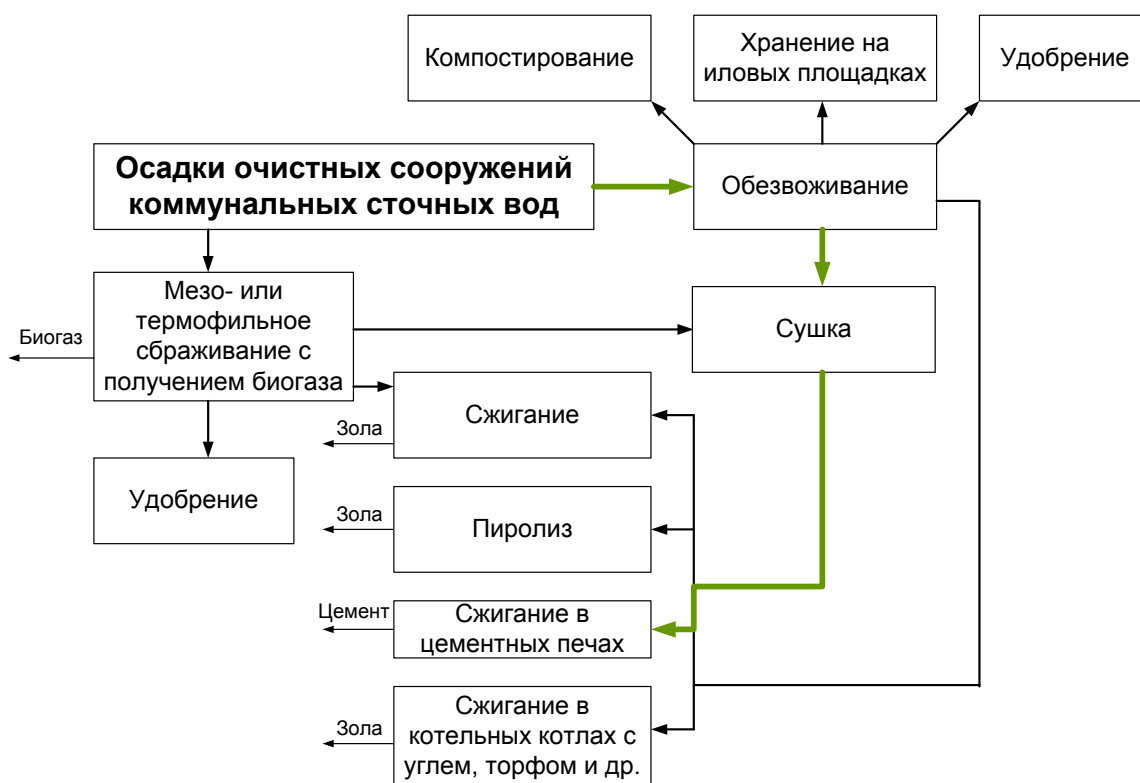 Компостирование
Хранение на
иловых площадках
Удобрение
Осадки очистных сооружений
коммунальных сточных вод
Обезвоживание
Мезо- или
термофильное
сбраживание с
получением биогаза
Биогаз
Сушка
Сжигание
Зола
Удобрение
Пиролиз
Зола
Сжигание в
цементных печах
Цемент
Сжигание в
котельных котлах с
углем, торфом и др.
Зола